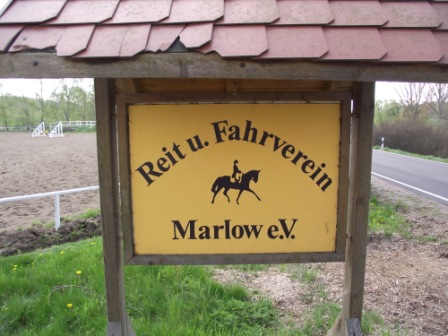 Reit u. Fahrverein
Marlow e.V.